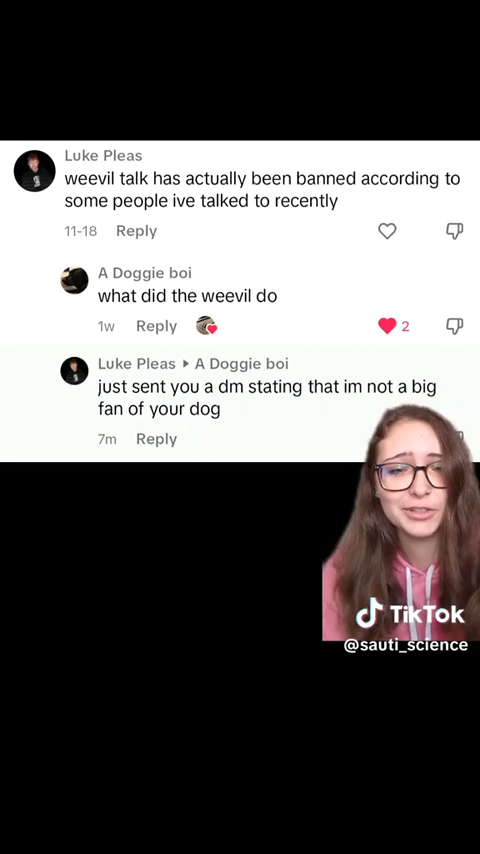 Luke Pleas
weevil talk has actually been banned according to
some people ive talked to recently
11-18 Reply
A Doggie boi
what did the weevil do
1w Reply 2
Luke Pleas ▸ A Doggie boi
just sent you a dm stating that im not a big
fan of your dog
7m Reply
TikTok
@sauti_science